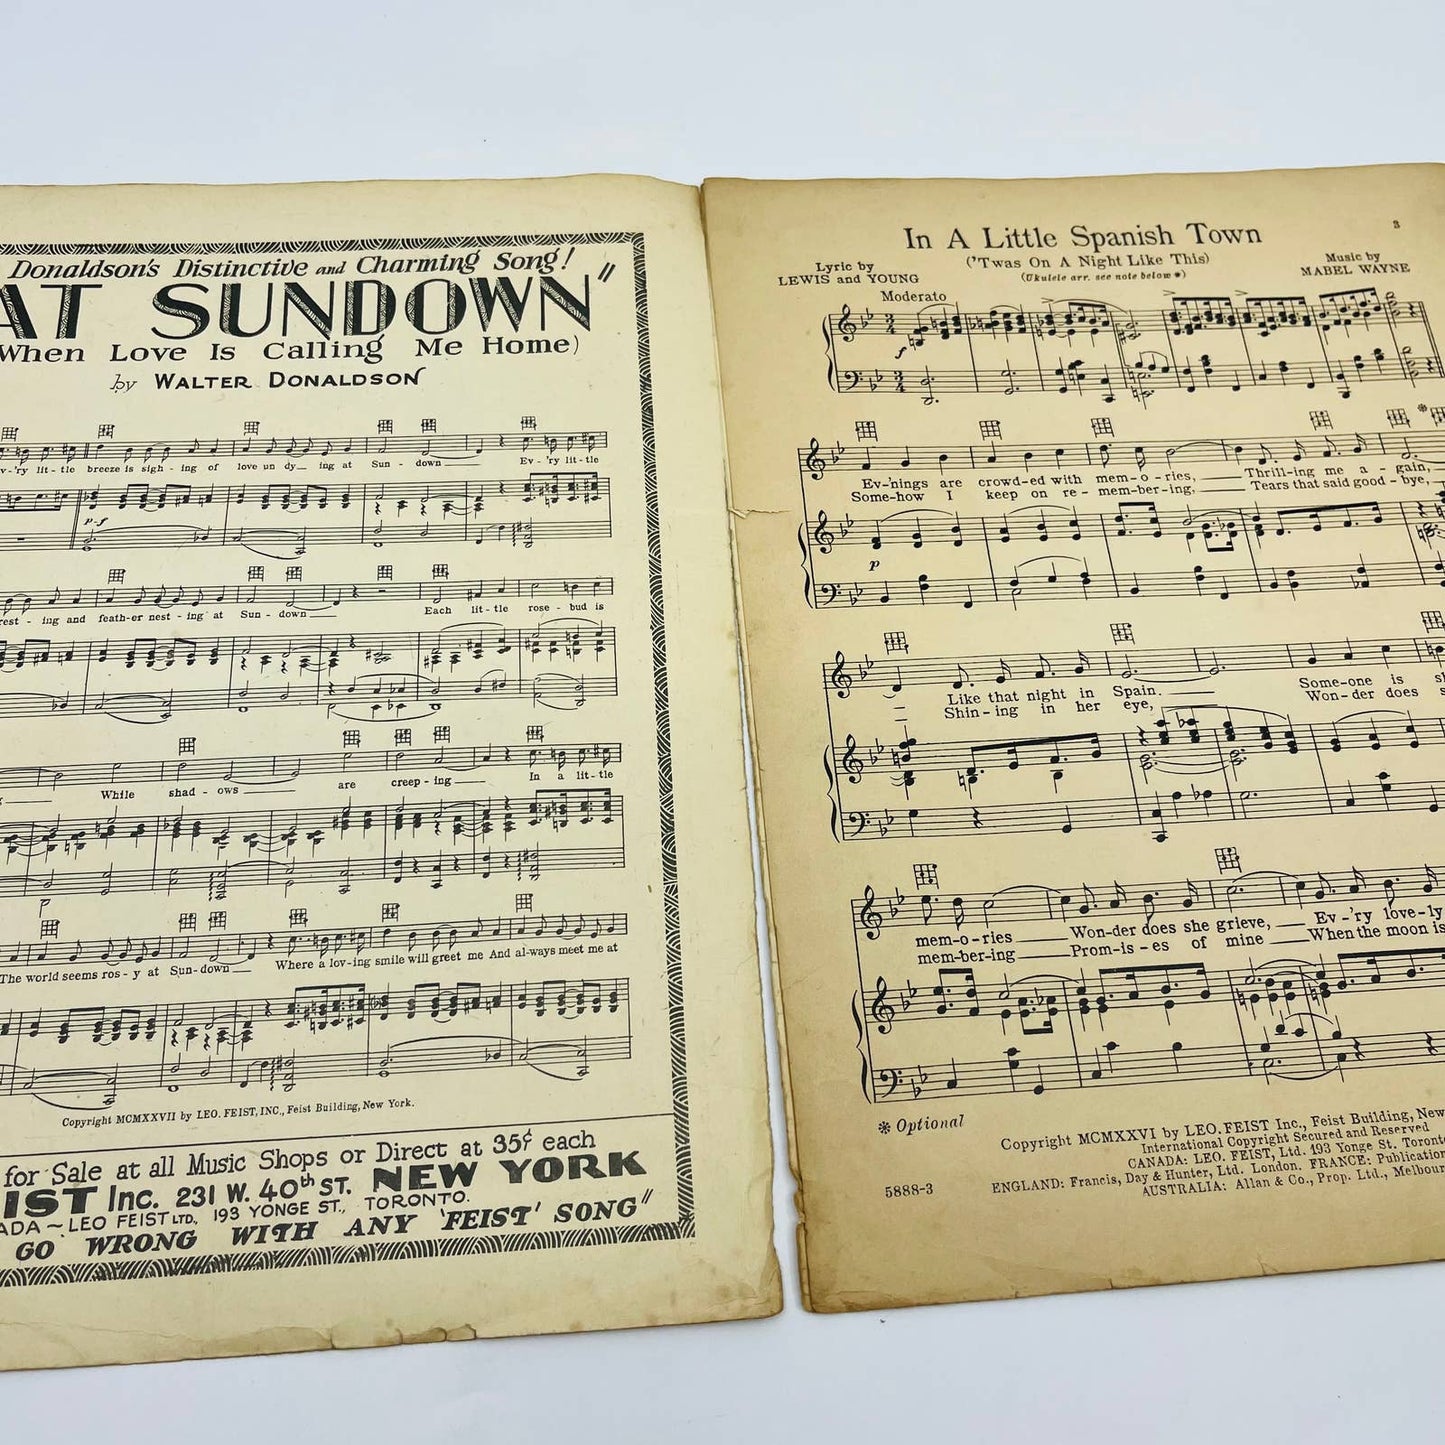 Donaldson's Distinctive and Charming Song!
AT SUNDOWN"
(When Love Is Calling Me Home)
by WALTER DONALDSON
v-'ry lit-tle breeze is sigh-ing of love un dy-ing at Sun-down Ev-'ry lit-tle
p-f
rest-ing and feath-er nest-ing at Sun-down Each lit-tle rose-bud is
While shad-ows are creep-ing In a lit-tle
The world seems ros-y at Sun-down Where a lov-ing smile will greet me And al-ways meet me at
Copyright MCMXXVII by LEO. FEIST, INC., Feist Building, New York.
for Sale at all Music Shops or Direct at 35¢ each
IST Inc. 231 W. 40th ST. NEW YORK
ADA ~ LEO FEIST LTD., 193 YONGE ST., TORONTO.
GO WRONG WITH ANY 'FEIST' SONG"
3
In A Little Spanish Town
('Twas On A Night Like This)
(Ukulele arr. see note below *)
Lyric by
LEWIS and YOUNG
Music by
MABEL WAYNE
Moderato
3
4
f
3
4
*
Ev-'nings are crowd-ed with mem-o-ries, Thrill-ing me a-gain,
Some-how I keep on re-mem-ber-ing, Tears that said good-bye,
p
Like that night in Spain. Some-one is
Shin-ing in her eye, Won-der does
mem-o-ries Won-der does she grieve, Ev-'ry love-ly
mem-ber-ing Prom-is-es of mine When the moon is
* Optional
Copyright MCMXXVI by LEO. FEIST Inc., Feist Building, New
International Copyright Secured and Reserved
CANADA: LEO. FEIST, Ltd. 193 Yonge St. Toronto
5888-3
ENGLAND: Francis, Day & Hunter, Ltd. London. FRANCE: Publication
AUSTRALIA: Allan & Co., Prop. Ltd., Melbou